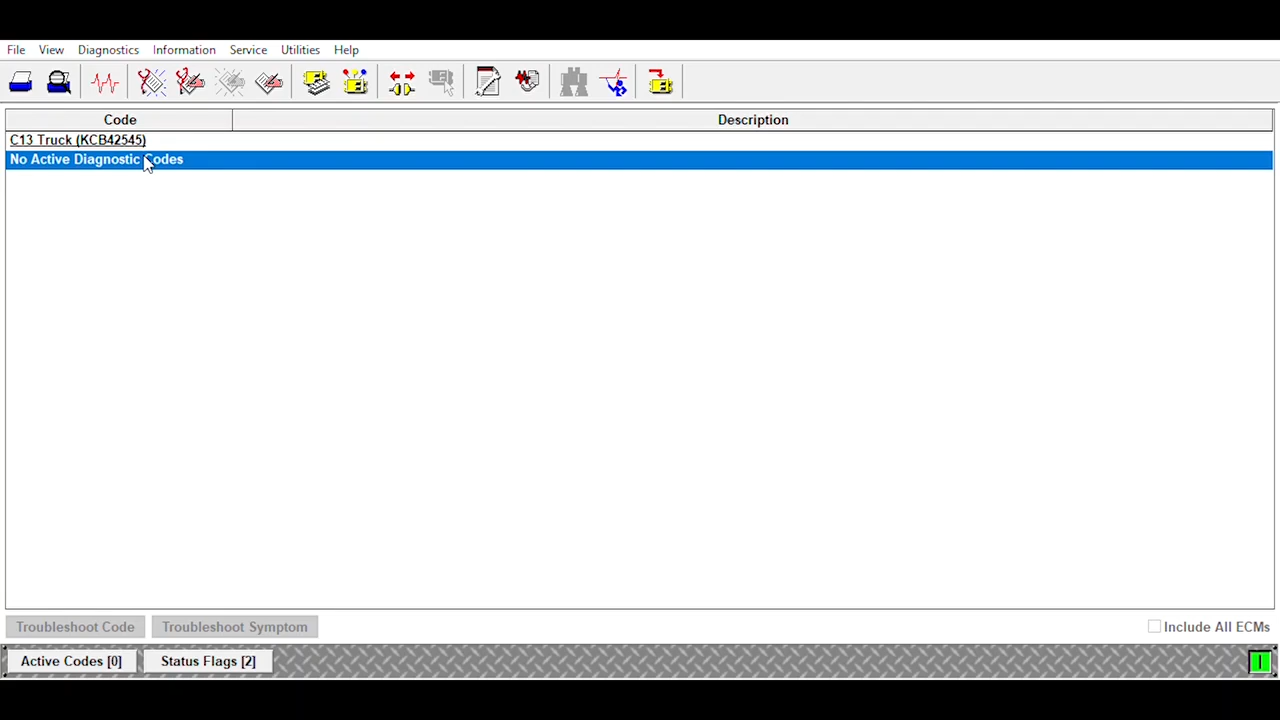 File View Diagnostics Information Service Utilities Help
Code Description
C13 Truck (KCB42545)
No Active Diagnostic Codes
Troubleshoot Code Troubleshoot Symptom Include All ECMs
Active Codes [0] Status Flags [2]